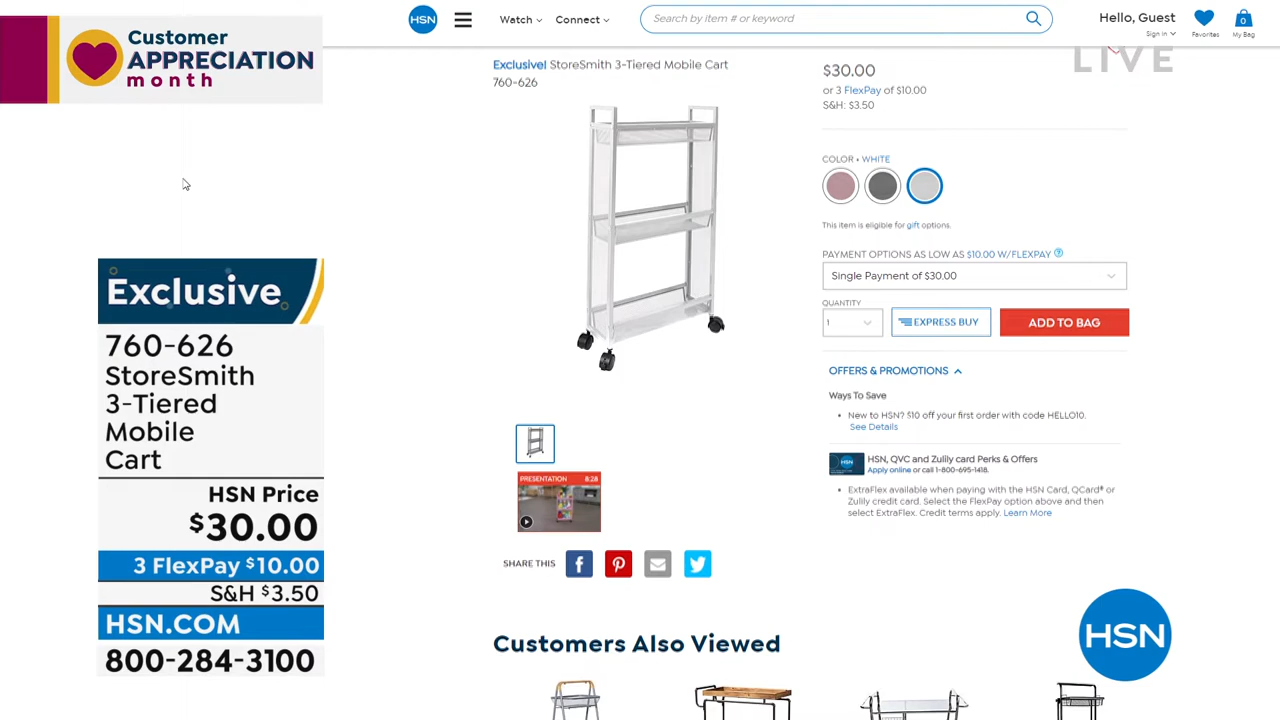 Customer
APPRECIATION
month
HSN
Watch
Connect
Search by item # or keyword
Hello, Guest
Sign in
Favorites
0
My Bag
LIVE
Exclusive! StoreSmith 3-Tiered Mobile Cart
760-626
$30.00
or 3 FlexPay of $10.00
S&H: $3.50
COLOR • WHITE
This item is eligible for gift options.
PAYMENT OPTIONS AS LOW AS $10.00 W/FLEXPAY ?
Single Payment of $30.00
QUANTITY
1
EXPRESS BUY
ADD TO BAG
OFFERS & PROMOTIONS
Ways To Save
• New to HSN? $10 off your first order with code HELLO10.
See Details
HSN
HSN, QVC and Zulily card Perks & Offers
Apply online or call 1-800-695-1418.
• ExtraFlex available when paying with the HSN Card, QCard® or
Zulily credit card. Select the FlexPay option above and then
select ExtraFlex. Credit terms apply. Learn More
PRESENTATION 8:28
SHARE THIS
Customers Also Viewed
Exclusive
760-626
StoreSmith
3-Tiered
Mobile
Cart
HSN Price
$30.00
3 FlexPay $10.00
S&H $3.50
HSN.COM
800-284-3100
HSN